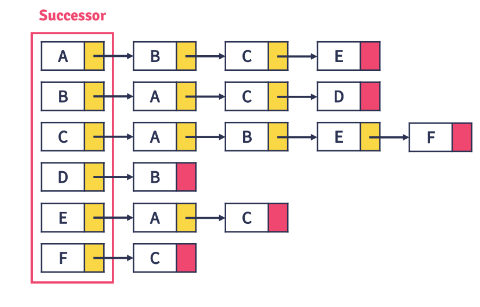 Successor
A B C E
B A C D
C A B E F
D B
E A C
F C